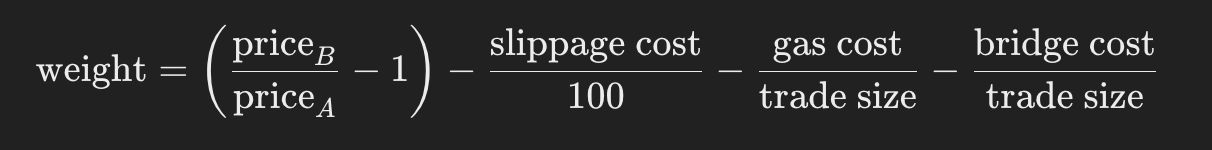 weight = (price_B / price_A − 1) − slippage cost / 100 − gas cost / trade size − bridge cost / trade size